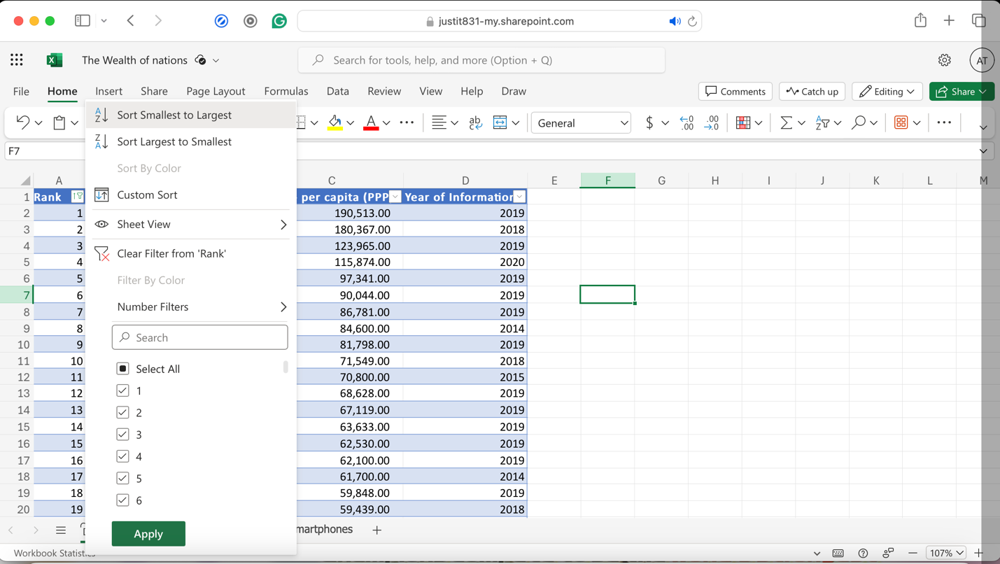 justit831-my.sharepoint.com
The Wealth of nations
Search for tools, help, and more (Option + Q)
AT
File Home Insert Share Page Layout Formulas Data Review View Help Draw
Comments Catch up Editing Share
General $ .00 .00
F7
Sort Smallest to Largest
Sort Largest to Smallest
Sort By Color
Custom Sort
Sheet View
Clear Filter from 'Rank'
Filter By Color
Number Filters
Search
Select All
1
2
3
4
5
6
Apply
A C D E F G H I J K L M
1 Rank per capita (PPP Year of Information
2 1 190,513.00 2019
3 2 180,367.00 2018
4 3 123,965.00 2019
5 4 115,874.00 2020
6 5 97,341.00 2019
7 6 90,044.00 2019
8 7 86,781.00 2019
9 8 84,600.00 2014
10 9 81,798.00 2019
11 10 71,549.00 2018
12 11 70,800.00 2015
13 12 68,628.00 2019
14 13 67,119.00 2019
15 14 63,633.00 2019
16 15 62,530.00 2019
17 16 62,100.00 2019
18 17 61,700.00 2014
19 18 59,848.00 2019
20 19 59,439.00 2018
martphones
Workbook Statistics
107%